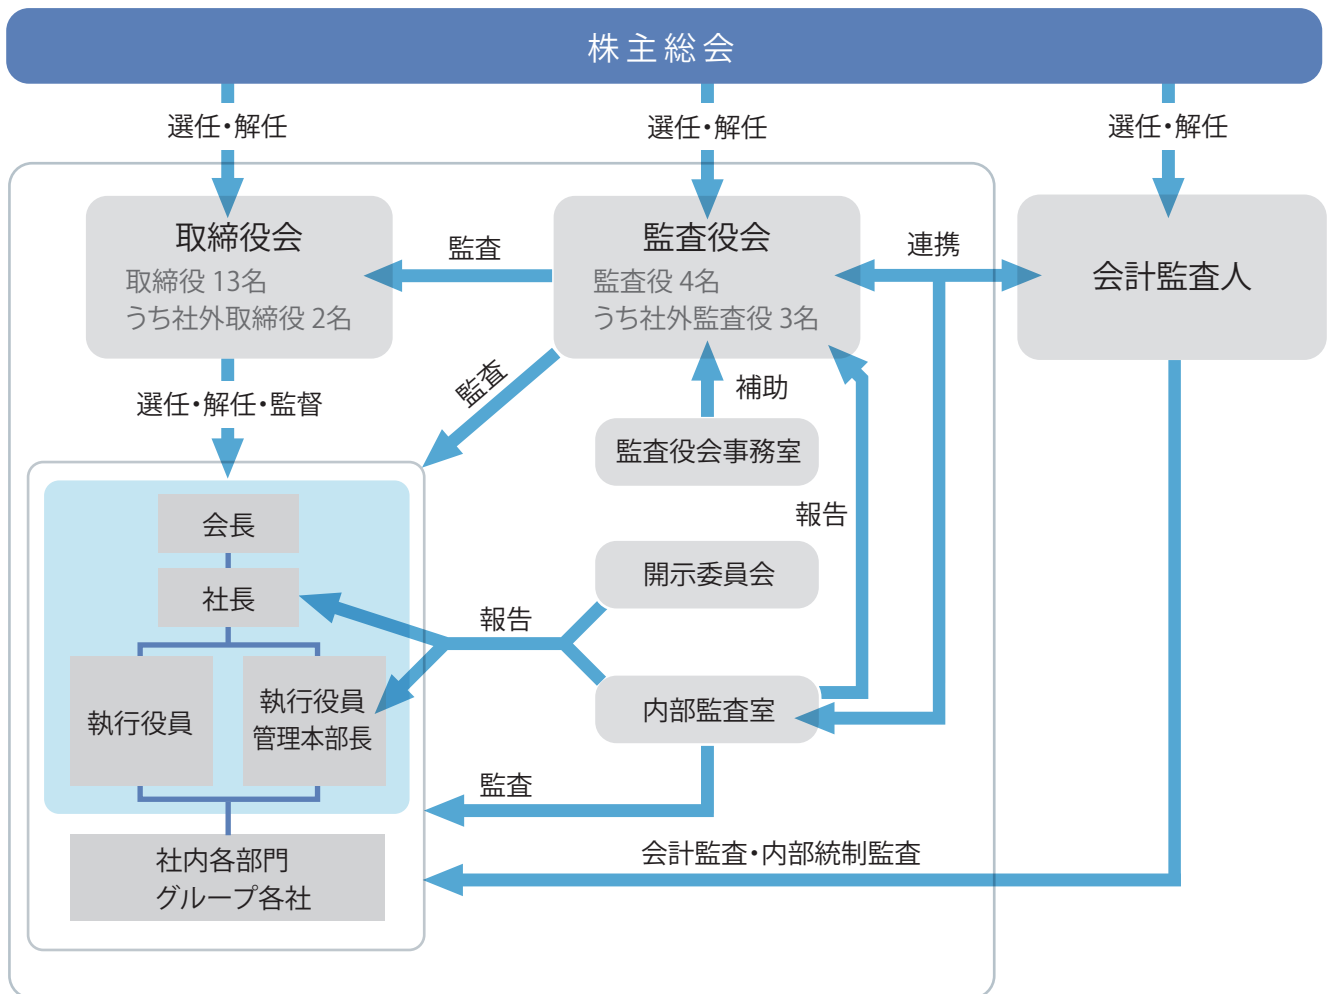 株主総会
選任・解任
選任・解任
選任・解任
取締役会
取締役 13名
うち社外取締役 2名
監査
監査役会
監査役 4名
うち社外監査役 3名
連携
会計監査人
選任・解任・監督
監査
補助
監査役会事務室
報告
会長
社長
執行役員
執行役員
管理本部長
報告
開示委員会
内部監査室
監査
会計監査・内部統制監査
社内各部門
グループ各社